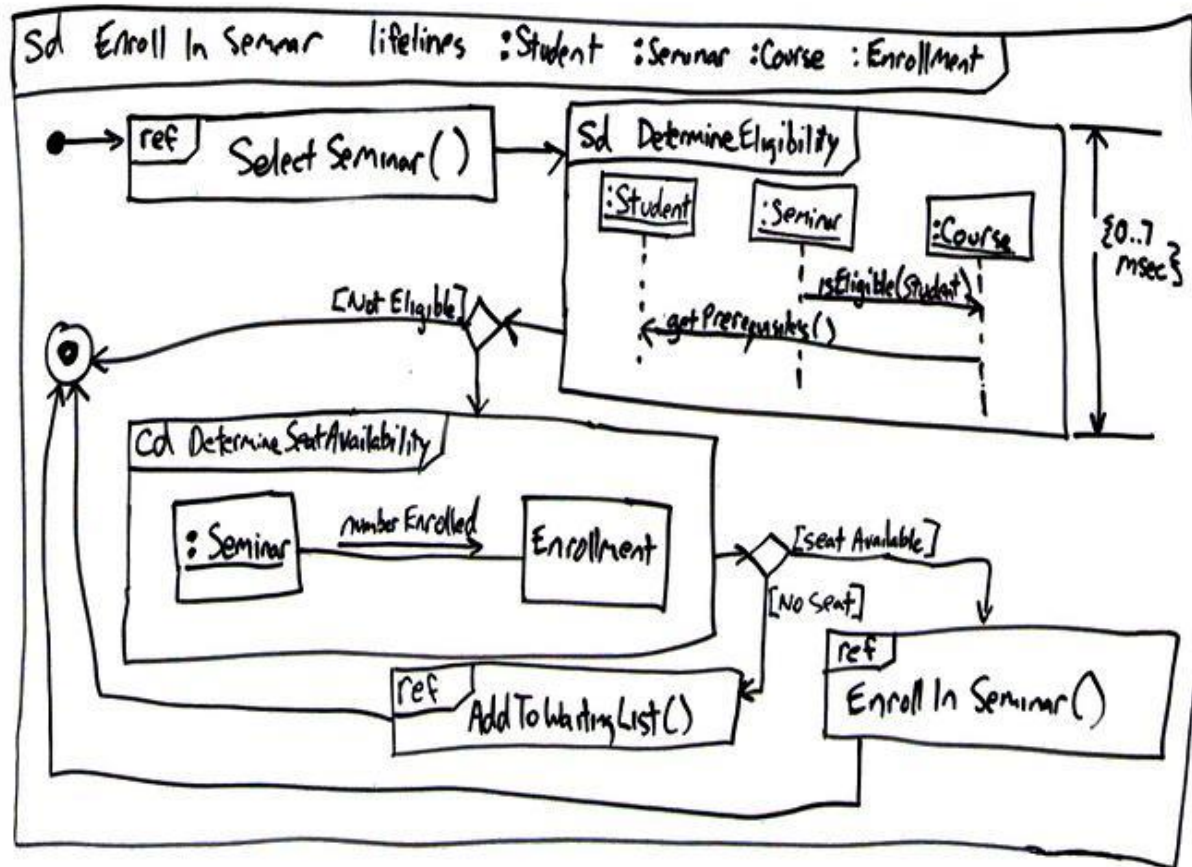 Sd Enroll In Seminar lifelines :Student :Seminar :Course :Enrollment
ref
Select Seminar()
Sd DetermineEligibility
:Student
:Seminar
:Course
{0..7
msec}
isEligible(student)
getPrerequisites()
[Not Eligible]
Cd DetermineSeatAvailability
:Seminar
numberEnrolled
Enrollment
[seat Available]
[No Seat]
ref
AddToWaitingList()
ref
Enroll In Seminar()